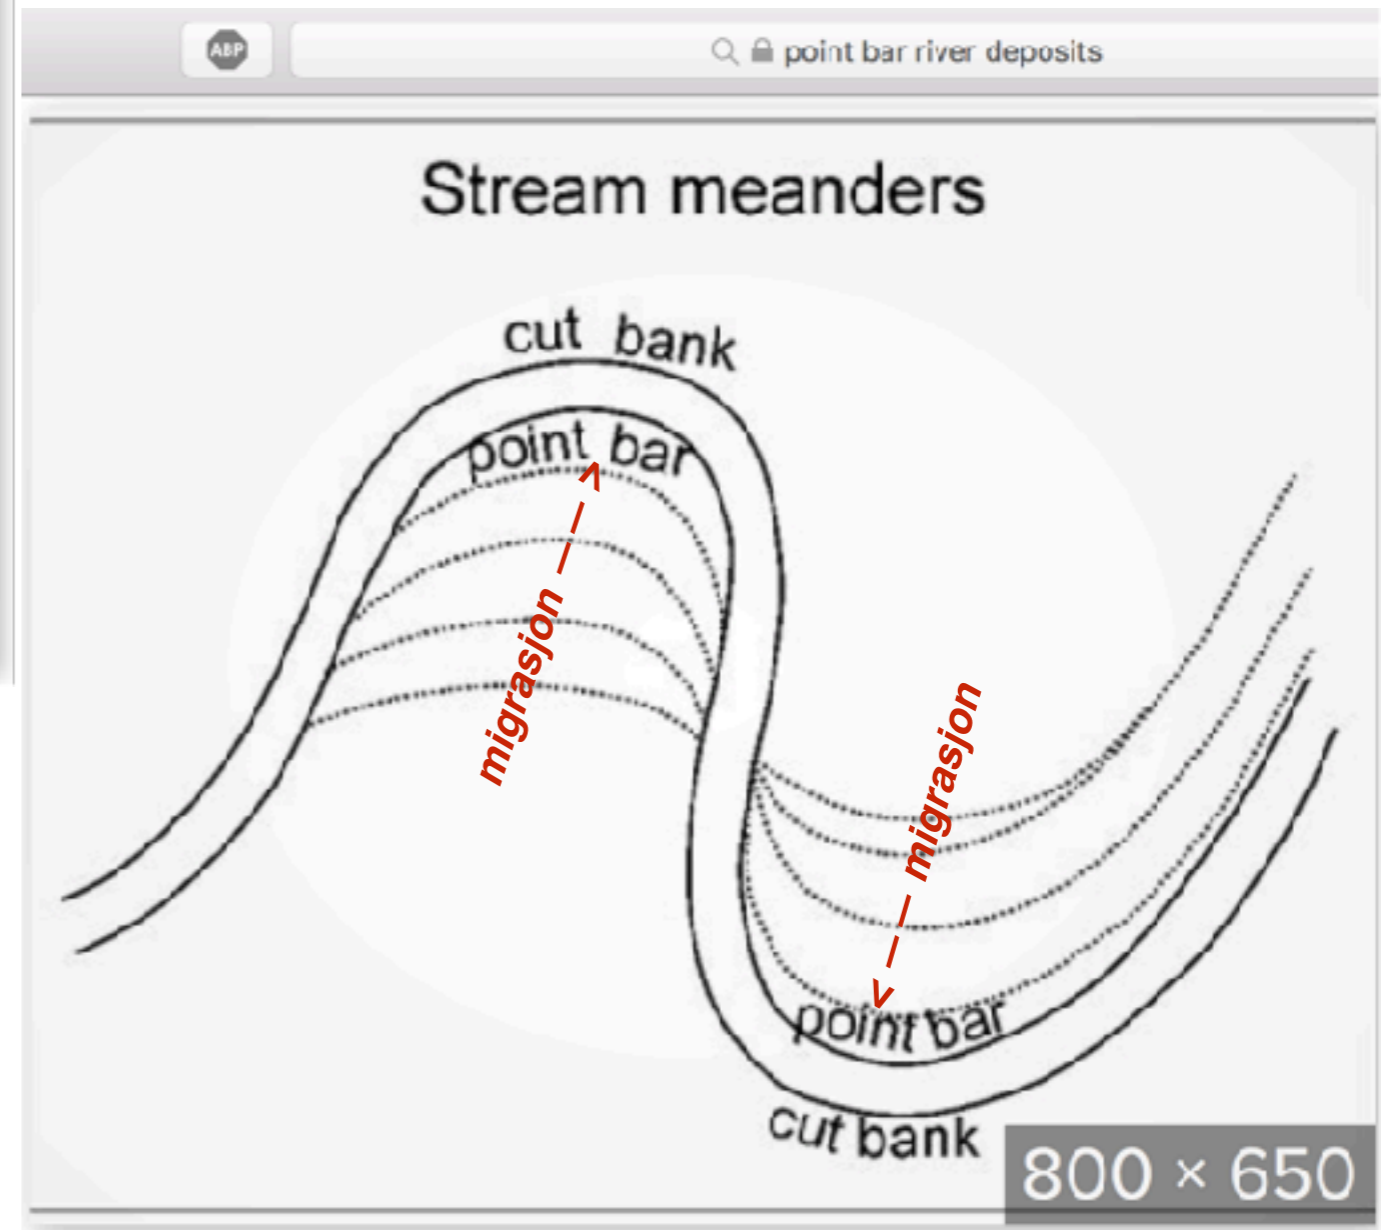 ABP
point bar river deposits
Stream meanders
cut bank
point bar
migrasjon
migrasjon
point bar
cut bank
800 × 650